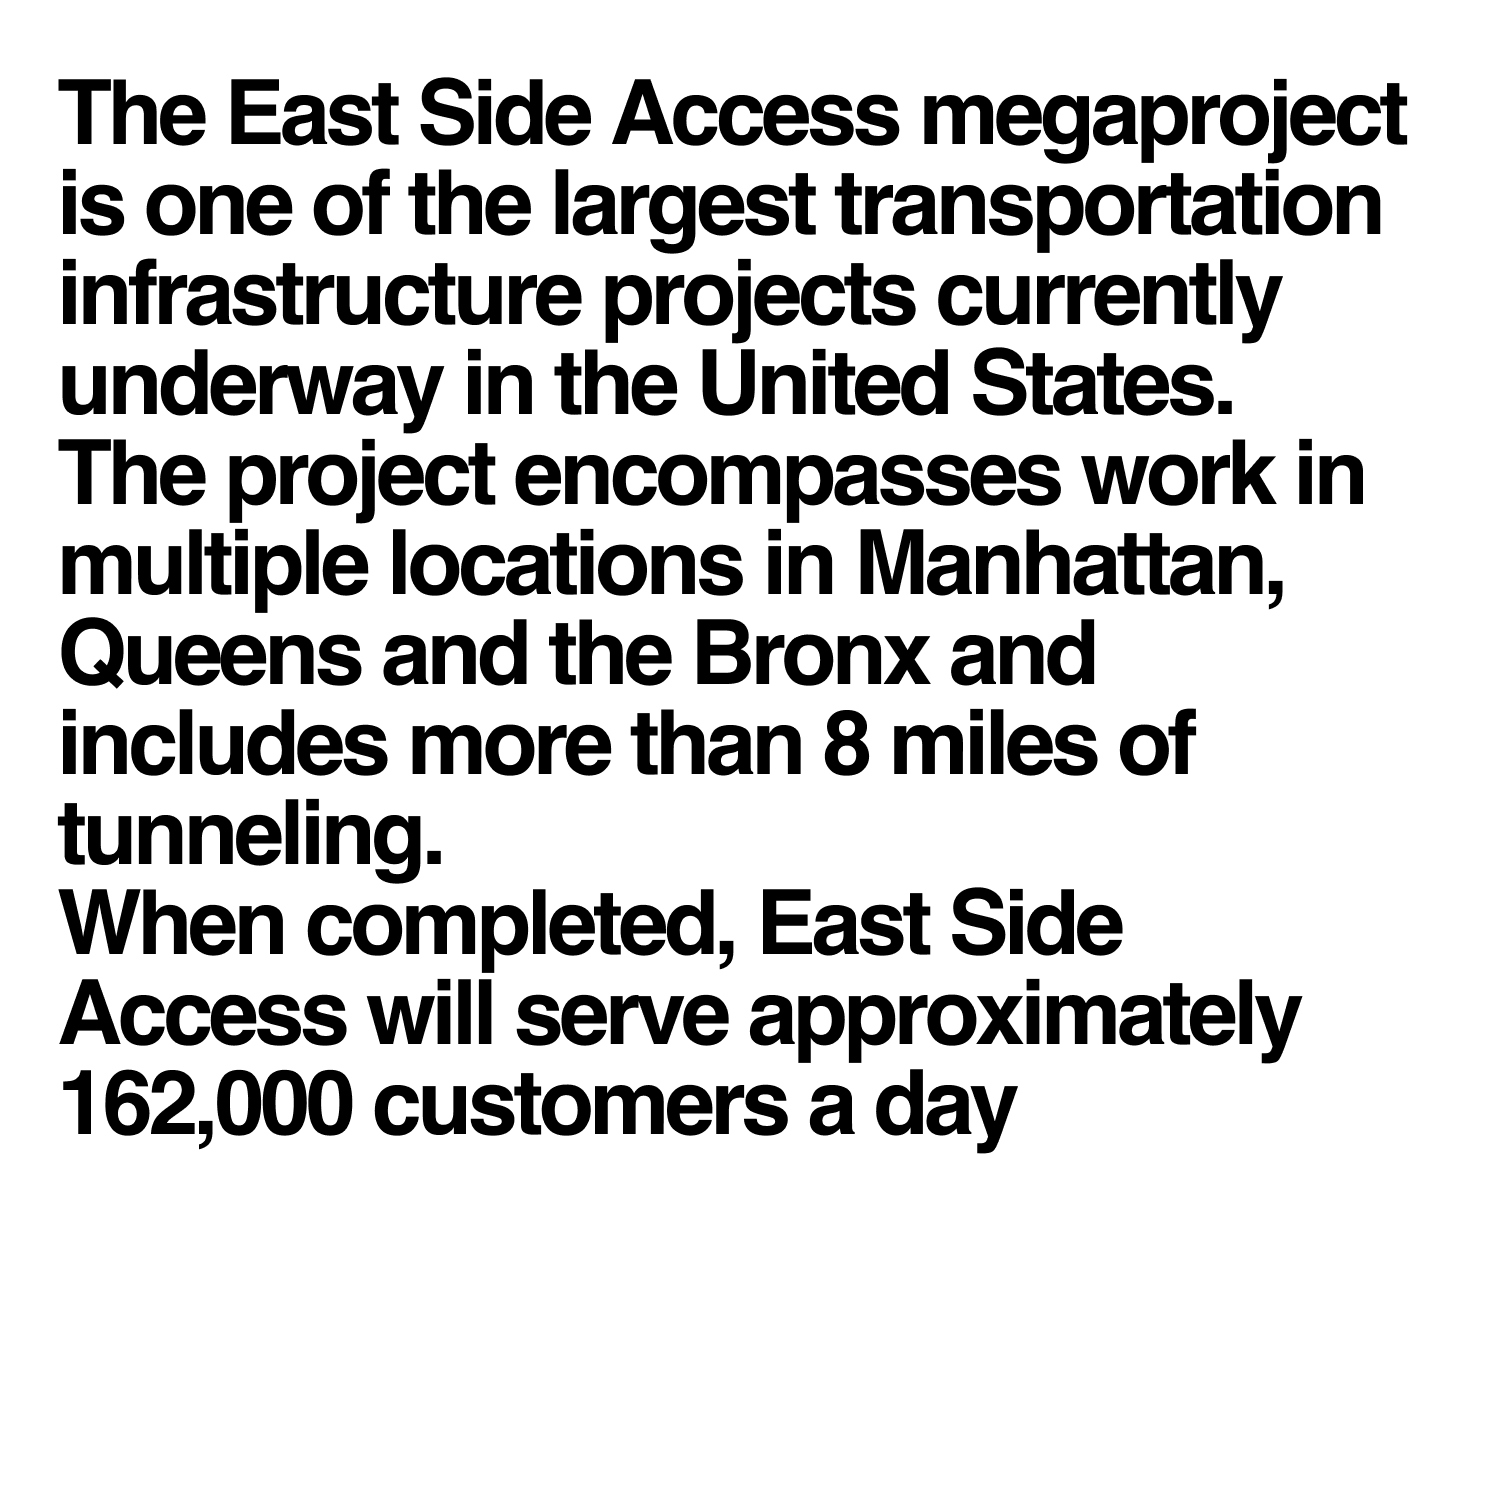 The East Side Access megaproject
is one of the largest transportation
infrastructure projects currently
underway in the United States.
The project encompasses work in
multiple locations in Manhattan,
Queens and the Bronx and
includes more than 8 miles of
tunneling.
When completed, East Side
Access will serve approximately
162,000 customers a day